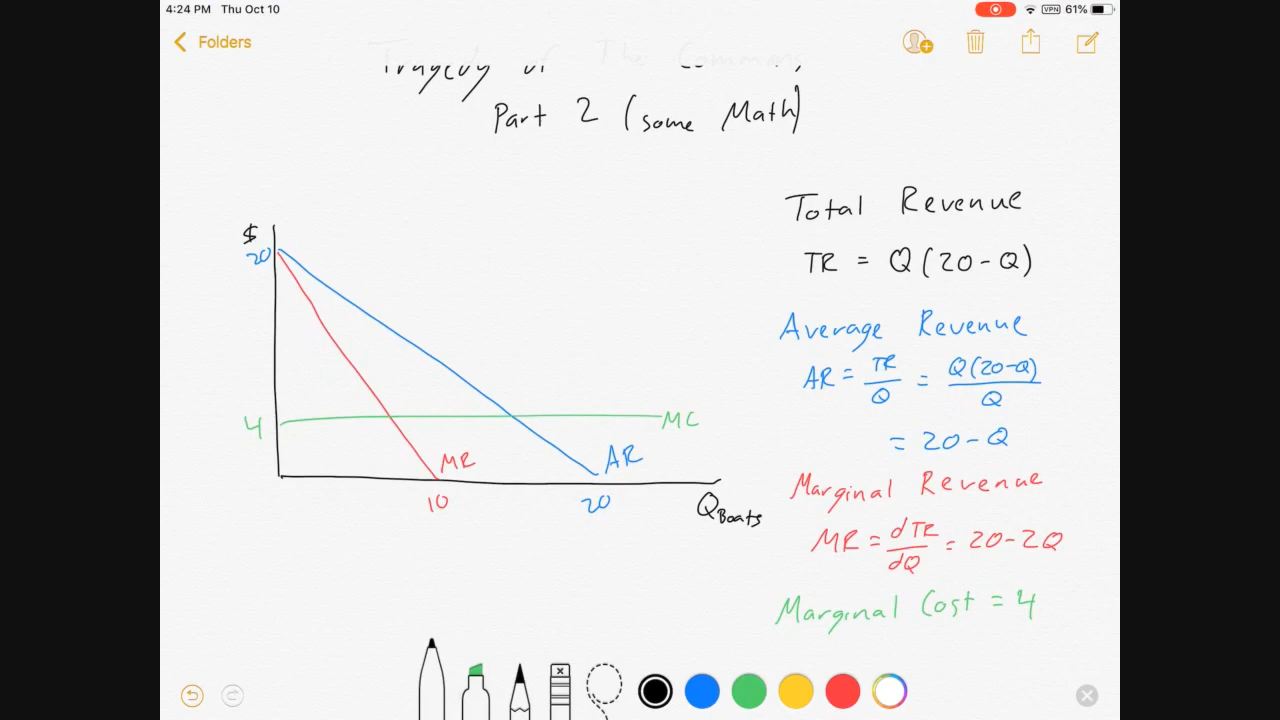 4:24 PM Thu Oct 10
VPN 61%
Folders
Tragedy of The Commons,
Part 2 (some Math)
$
20
4
MC
MR
AR
10
20
Q Boats
Total Revenue
TR = Q(20-Q)
Average Revenue
AR = TR/Q = Q(20-Q)/Q
= 20-Q
Marginal Revenue
MR = dTR/dQ = 20-2Q
Marginal Cost = 4